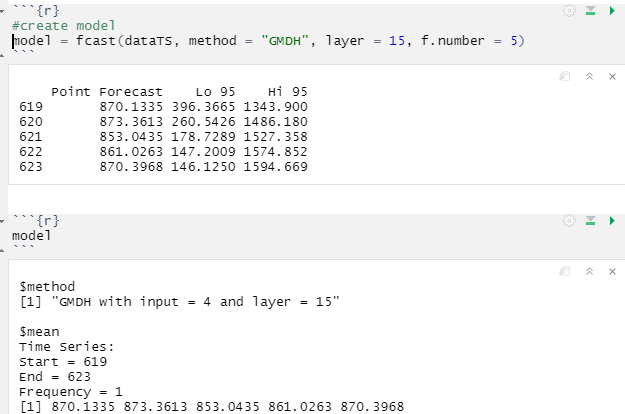 ```{r}
#create model
model = fcast(dataTS, method = "GMDH", layer = 15, f.number = 5)
```
    Point Forecast    Lo 95    Hi 95
619       870.1335 396.3665 1343.900
620       873.3613 260.5426 1486.180
621       853.0435 178.7289 1527.358
622       861.0263 147.2009 1574.852
623       870.3968 146.1250 1594.669
```{r}
model
```
$method
[1] "GMDH with input = 4 and layer = 15"
$mean
Time Series:
Start = 619
End = 623
Frequency = 1
[1] 870.1335 873.3613 853.0435 861.0263 870.3968